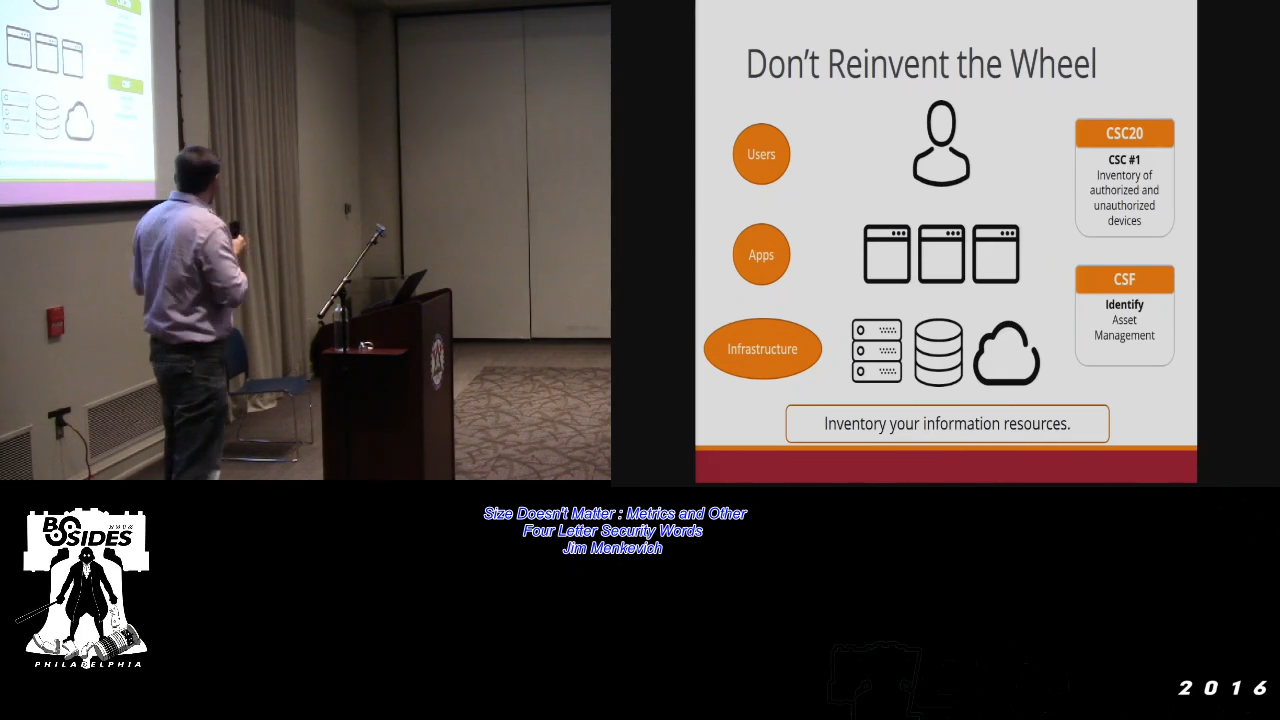 Don't Reinvent the Wheel
Users
Apps
Infrastructure
CSC20
CSC #1
Inventory of
authorized and
unauthorized
devices
CSF
Identify
Asset
Management
Inventory your information resources.
Size Doesn't Matter : Metrics and Other
Four Letter Security Words
Jim Menkevich
BSIDES
PHILADELPHIA
2016